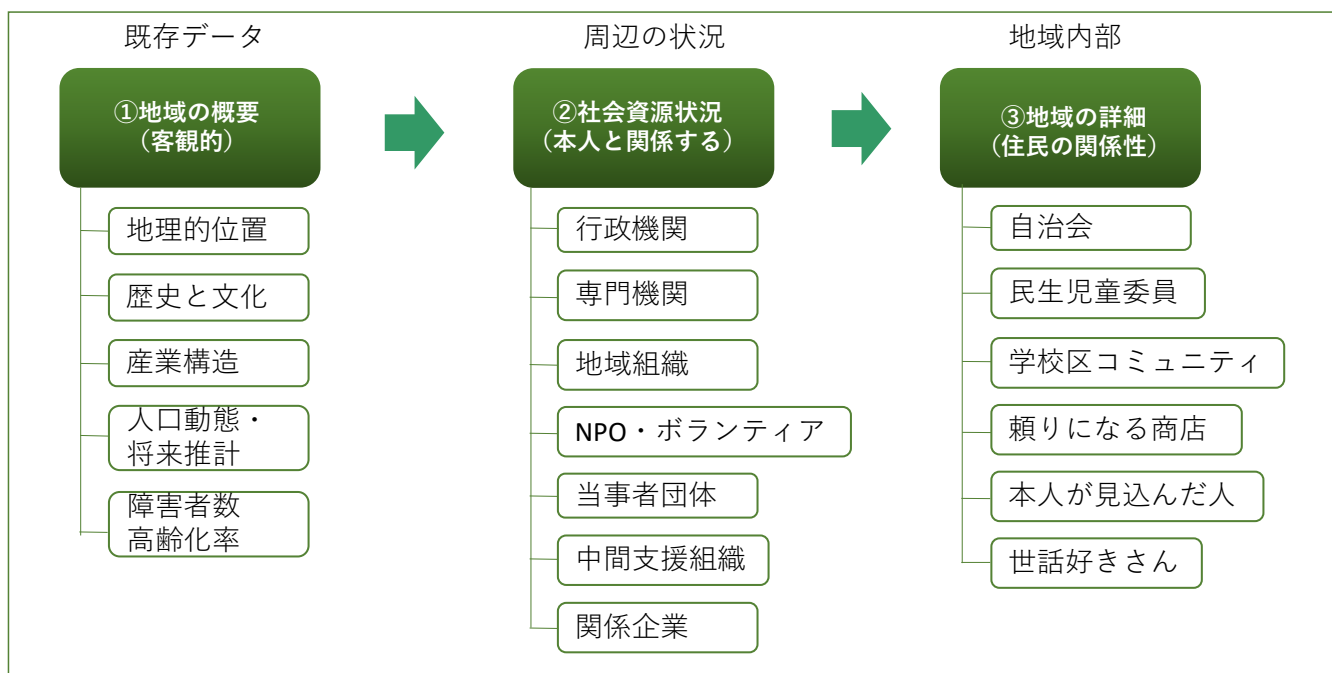 既存データ
①地域の概要
（客観的）
地理的位置
歴史と文化
産業構造
人口動態・
将来推計
障害者数
高齢化率
周辺の状況
②社会資源状況
（本人と関係する）
行政機関
専門機関
地域組織
NPO・ボランティア
当事者団体
中間支援組織
関係企業
地域内部
③地域の詳細
（住民の関係性）
自治会
民生児童委員
学校区コミュニティ
頼りになる商店
本人が見込んだ人
世話好きさん